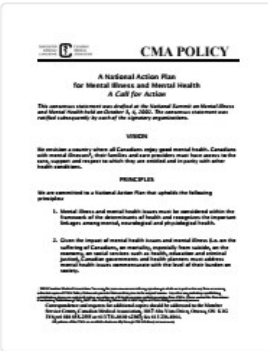 CMA POLICY
A National Action Plan
for Mental Illness and Mental Health
A Call for Action
This consensus statement was drafted at the National Summit on Mental Illness
and Mental Health held on October 5, 6, 2002. The consensus statement was
ratified subsequently by each of the signatory organizations.
VISION
We envision a country where all Canadians enjoy good mental health. Canadians
with mental illnesses, their families and care providers must have access to the
care, support and respect to which they are entitled and in parity with other
health conditions.
PRINCIPLES
We are committed to a National Action Plan that upholds the following
principles:
1. Mental illness and mental health issues must be considered within the
framework of the determinants of health and recognizes the important
linkages among mental, neurological and physiological health.
2. Given the impact of mental health issues and mental illness (i.e. on the
suffering of Canadians, on mortality, especially from suicide, on the
economy, on social services such as health, education and criminal
justice), Canadian governments and health planners must address
mental health issues commensurate with the level of their burden on
society.